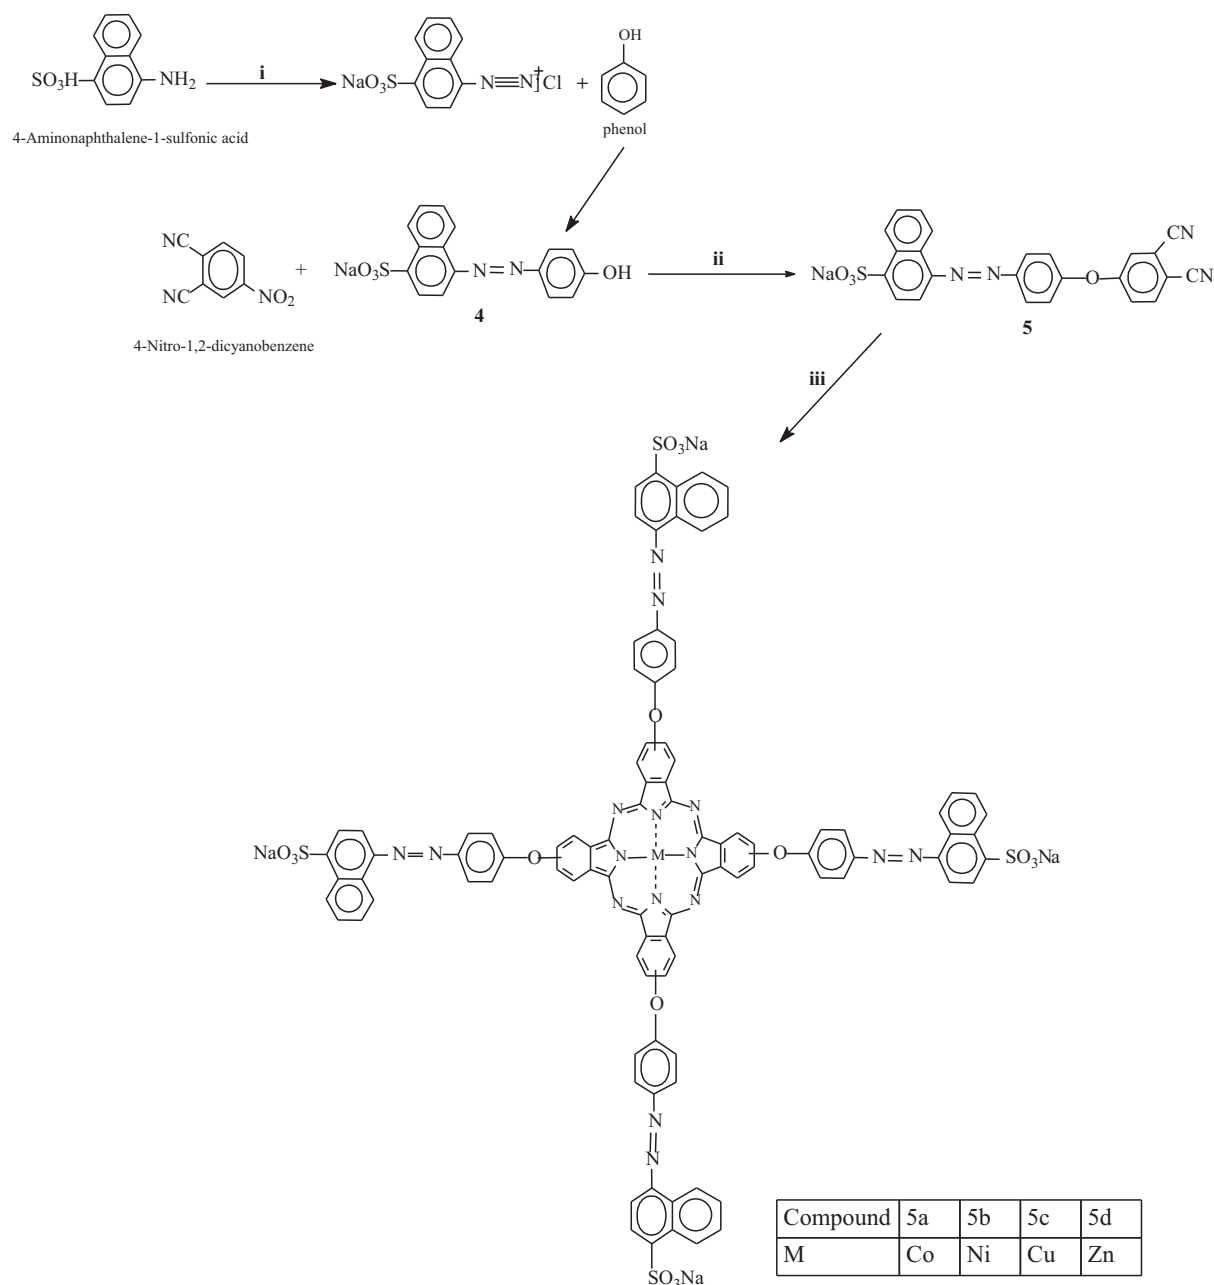 SO₃H NH₂
i
NaO₃S N≡N]⁺Cl
+
OH
phenol
4-Aminonaphthalene-1-sulfonic acid
NC
NC
NO₂
+
NaO₃S N=N OH
4
ii
NaO₃S N=N O CN
CN
5
4-Nitro-1,2-dicyanobenzene
iii
SO₃Na
N
N
O
N N N
NaO₃S N=N O N M N O N=N SO₃Na
N N N
O
N
N
SO₃Na
Compound 5a 5b 5c 5d
M Co Ni Cu Zn